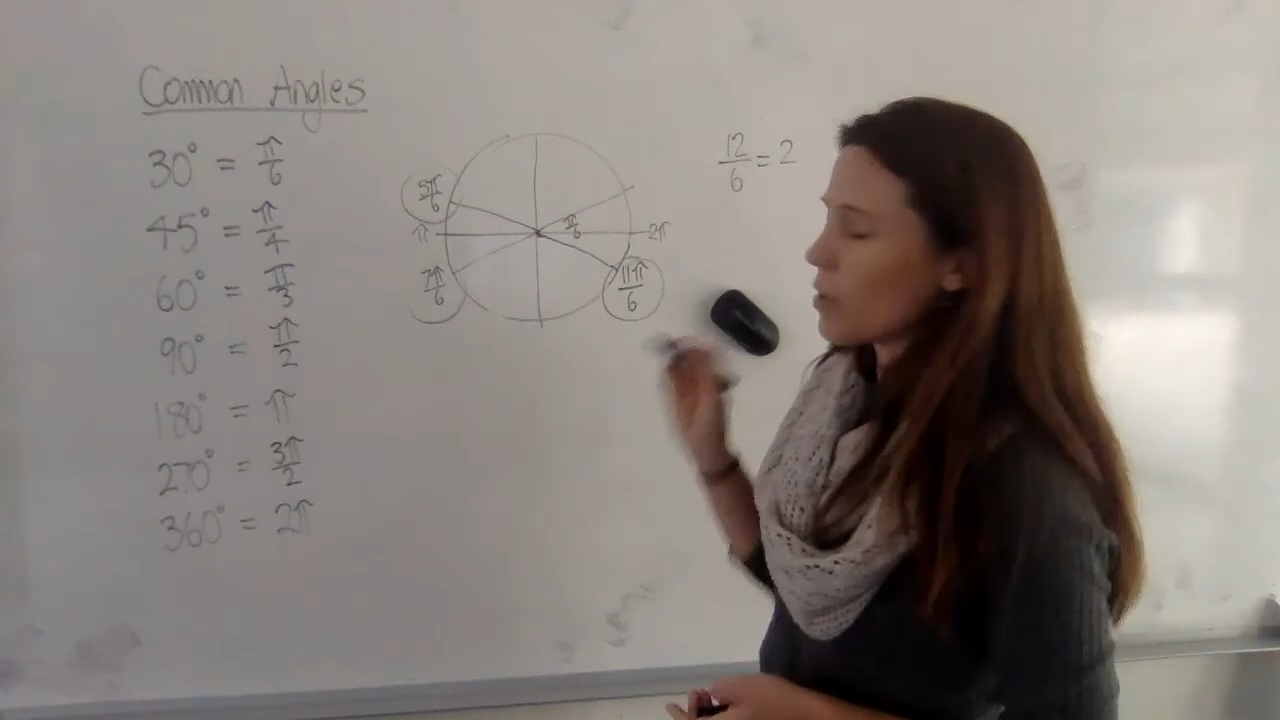 Common Angles
30° = π/6
45° = π/4
60° = π/3
90° = π/2
180° = π
270° = 3π/2
360° = 2π
5π/6
π
7π/6
π/6
2π
11π/6
12/6 = 2